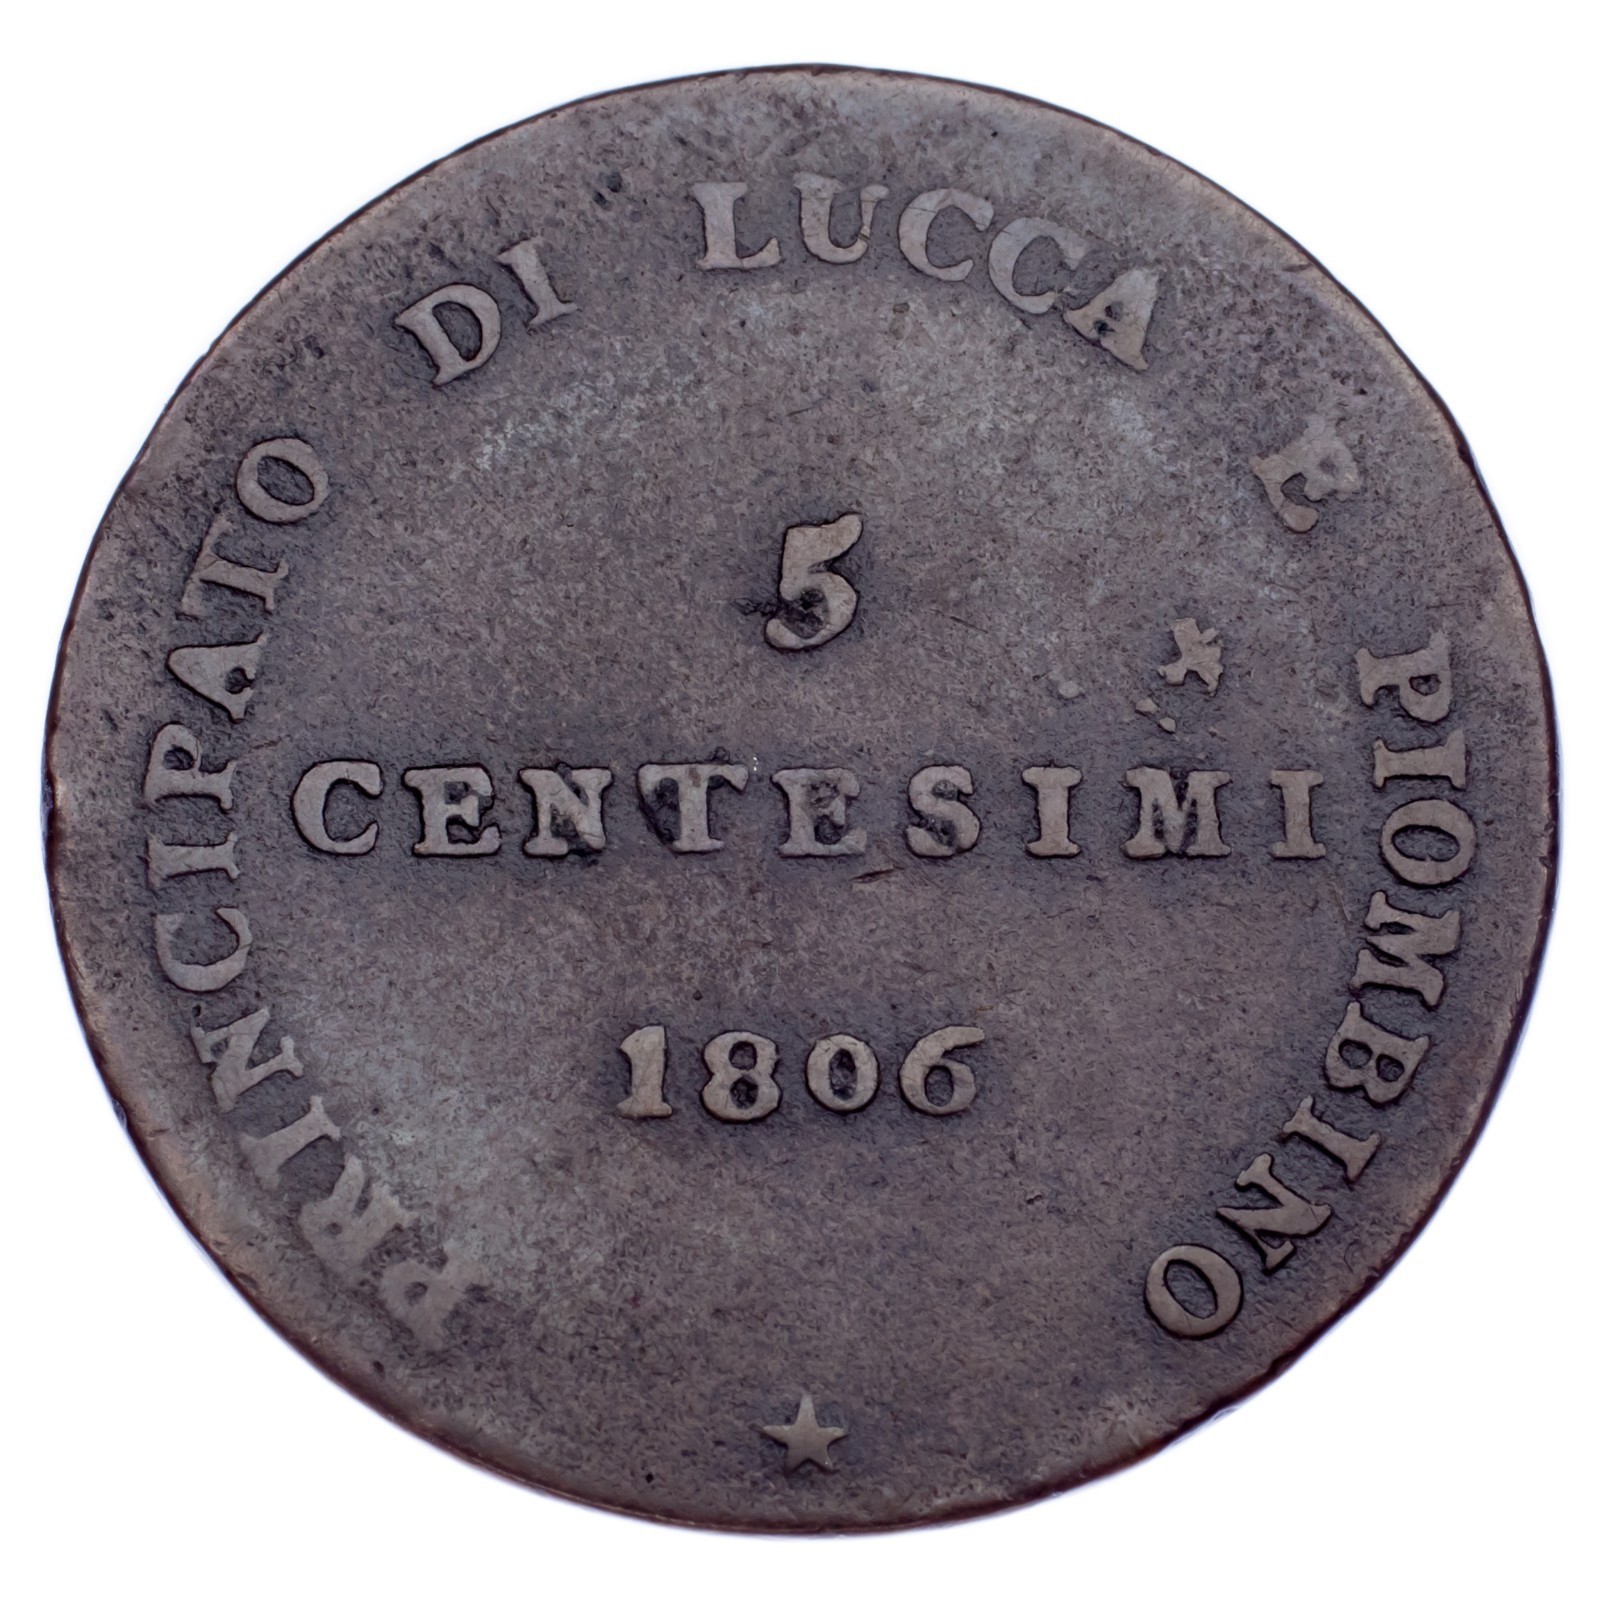 PRINCIPATO DI LUCCA E PIOMBINO
5
CENTESIMI
1806